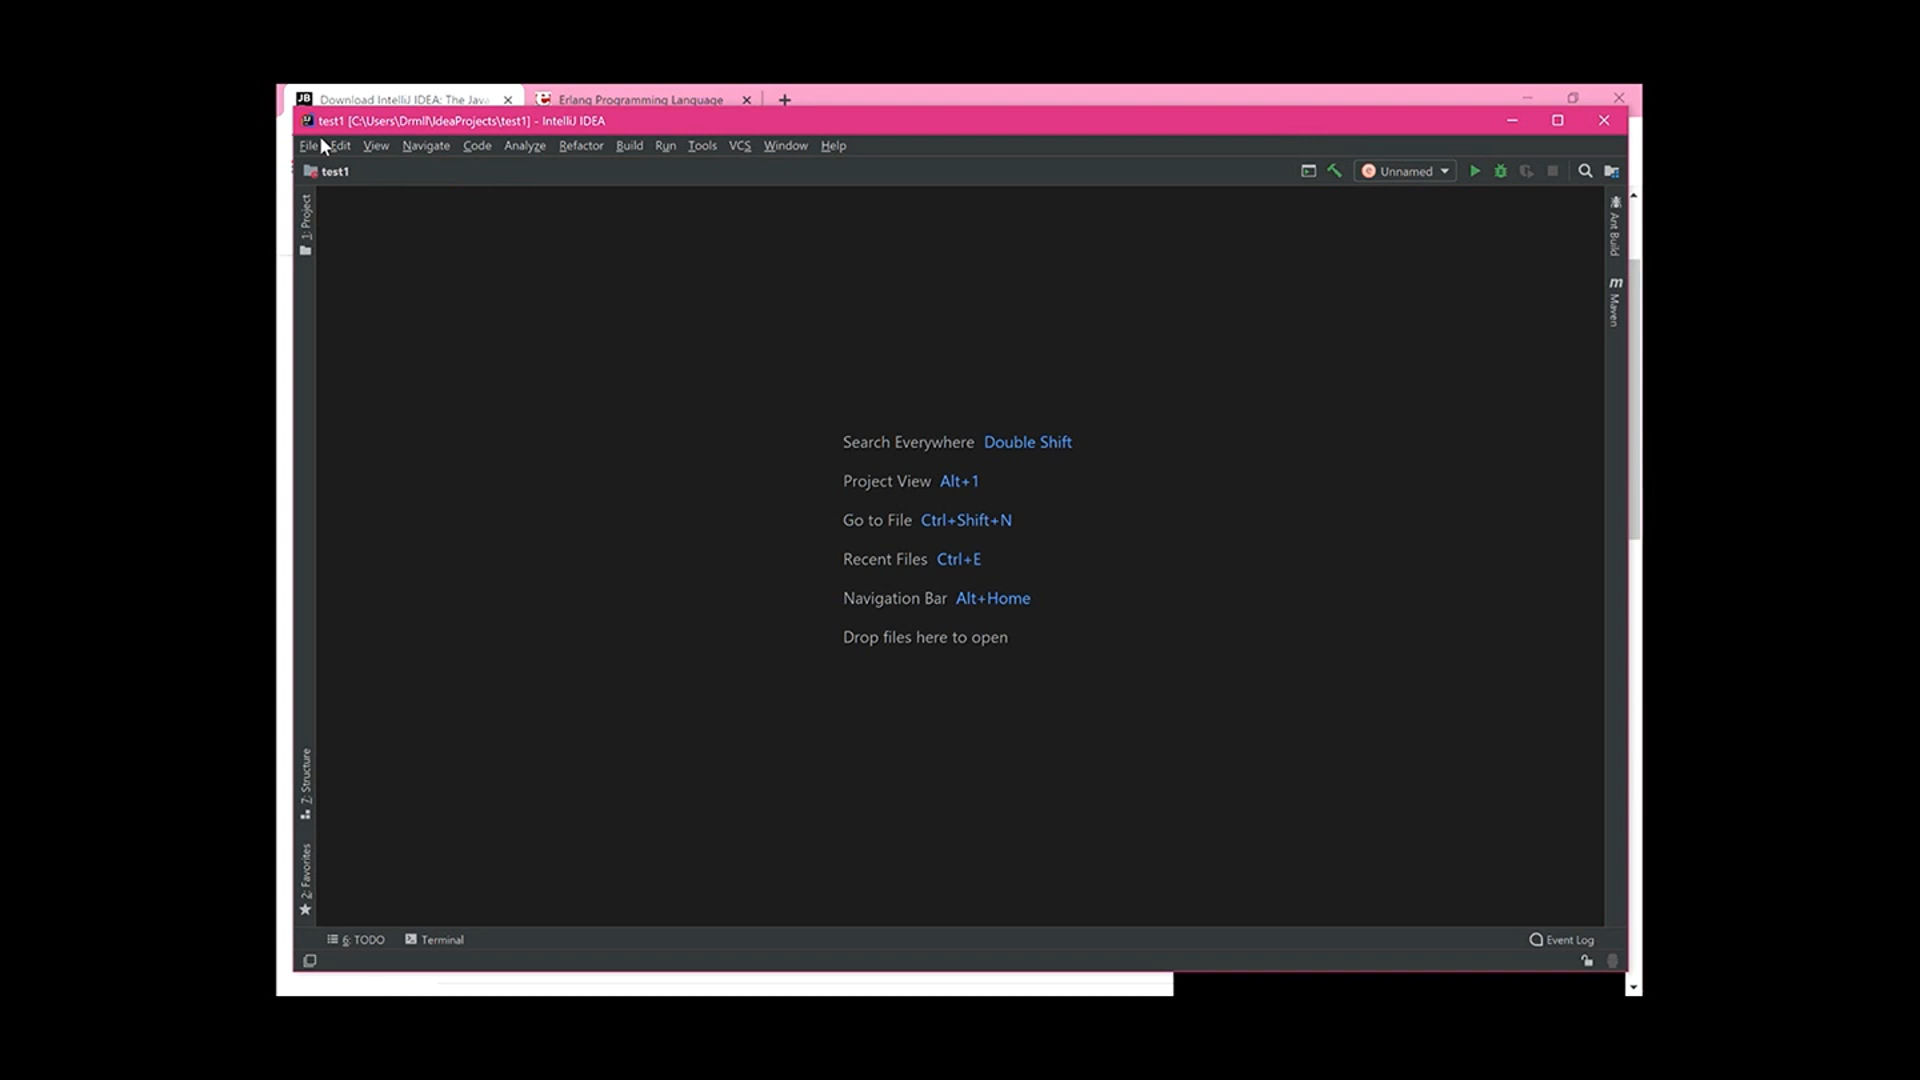 JB Download IntelliJ IDEA: The Java Erlang Programming Language
test1 [C:\Users\Drmll\IdeaProjects\test1] - IntelliJ IDEA
File Edit View Navigate Code Analyze Refactor Build Run Tools VCS Window Help
test1
Unnamed
1: Project
Ant Build
m Maven
Search Everywhere Double Shift
Project View Alt+1
Go to File Ctrl+Shift+N
Recent Files Ctrl+E
Navigation Bar Alt+Home
Drop files here to open
7: Structure
2: Favorites
6: TODO Terminal Event Log